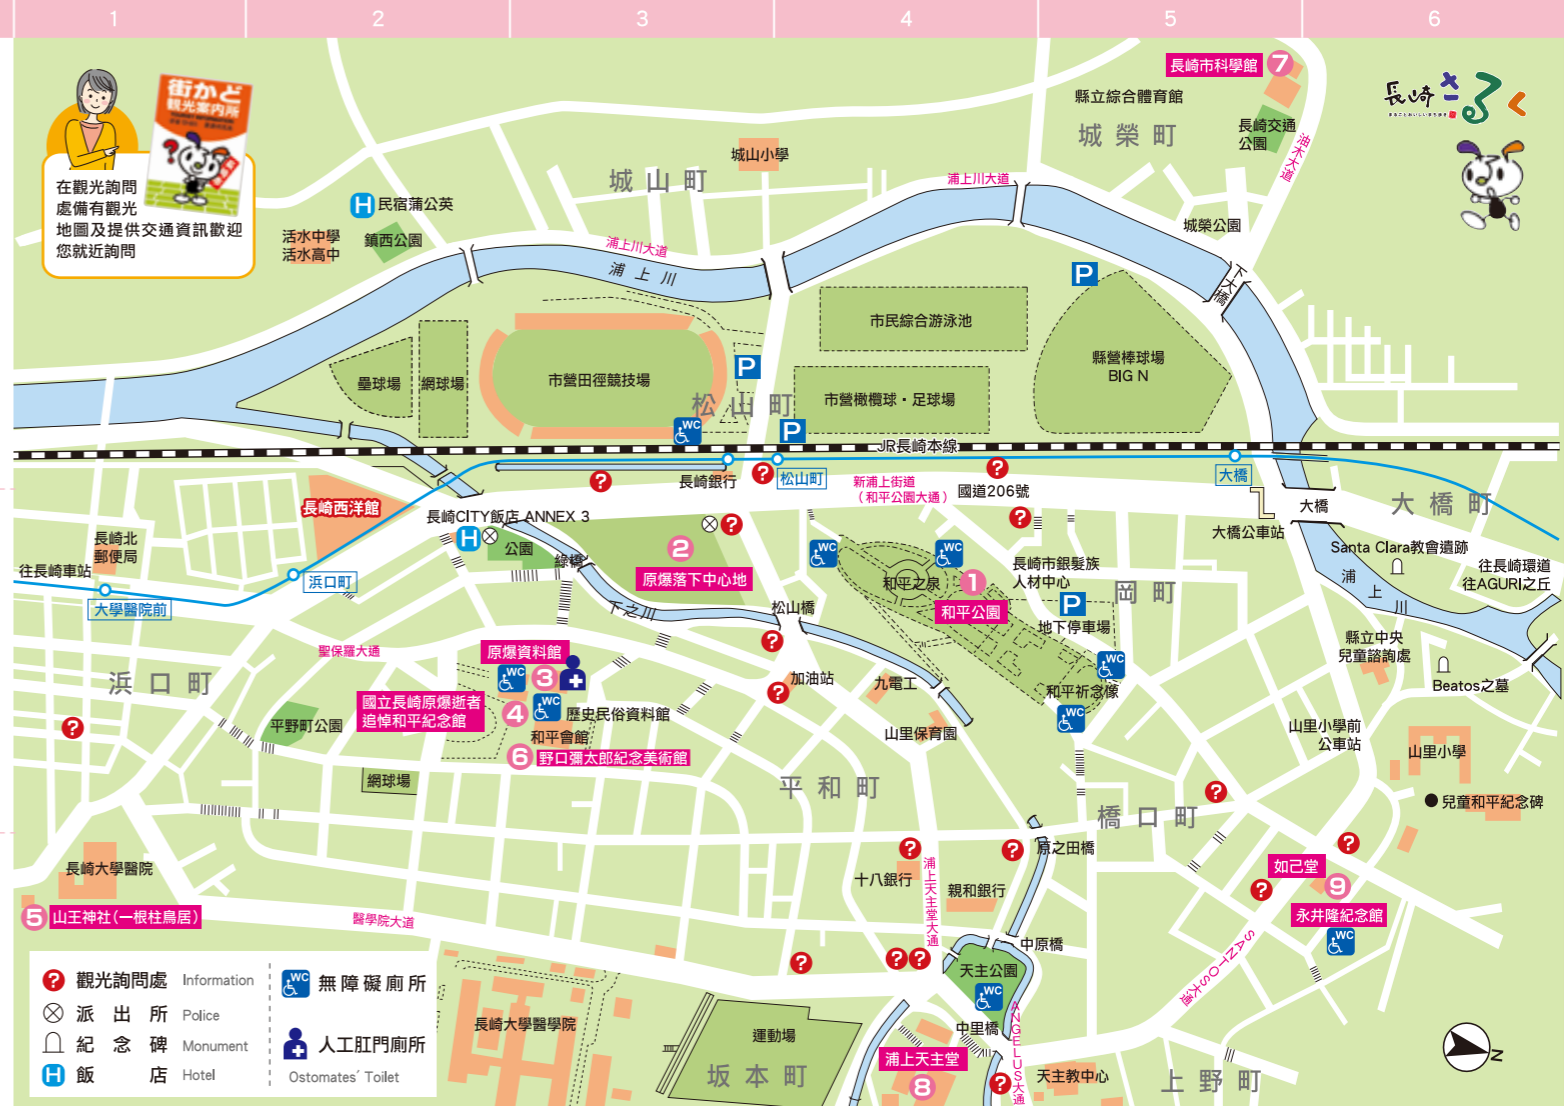 1
2
3
4
5
6
街かど
観光案内所
在觀光詢問
處備有觀光
地圖及提供交通資訊歡迎
您就近詢問
長崎市科學館
7
縣立綜合體育館
城榮町
長崎交通
公園
油木大道
長崎さるく
城山小學
城山町
浦上川大道
H
民宿蒲公英
活水中學
活水高中
鎮西公園
浦上川大道
浦上川
城榮公園
下大橋
P
市民綜合游泳池
縣營棒球場
BIG N
壘球場
網球場
市營田徑競技場
P
松山町
市營橄欖球・足球場
WC
P
JR長崎本線
長崎銀行
松山町
新浦上街道
（和平公園大通）
國道206號
大橋
大橋
大橋町
大橋公車站
長崎西洋館
長崎CITY飯店 ANNEX 3
H
公園
綠橋
2
原爆落下中心地
長崎北
郵便局
往長崎車站
大學醫院前
浜口町
下之川
松山橋
WC
WC
和平之泉
1
和平公園
長崎市銀髮族
人材中心
岡町
P
地下停車場
WC
和平祈念像
WC
Santa Clara教會遺跡
往長崎環道
往AGURI之丘
浦上川
縣立中央
兒童諮詢處
Beatos之墓
聖保羅大通
浜口町
原爆資料館
WC
3
國立長崎原爆逝者
追悼和平紀念館
4
WC
歷史民俗資料館
和平會館
6
野口彌太郎紀念美術館
平野町公園
網球場
加油站
九電工
山里保育園
平和町
山里小學前
公車站
山里小學
兒童和平紀念碑
橋口町
原之田橋
長崎大學醫院
5
山王神社(一根柱鳥居)
醫學院大道
十八銀行
浦上天主堂大通
親和銀行
如己堂
9
永井隆紀念館
WC
SANTOS大通
中原橋
天主公園
WC
中里橋
ANGELUS大通
長崎大學醫學院
運動場
坂本町
浦上天主堂
8
天主教中心
上野町
N
觀光詢問處 Information
派出所 Police
紀念碑 Monument
H 飯店 Hotel
WC 無障礙廁所
人工肛門廁所
Ostomates´ Toilet